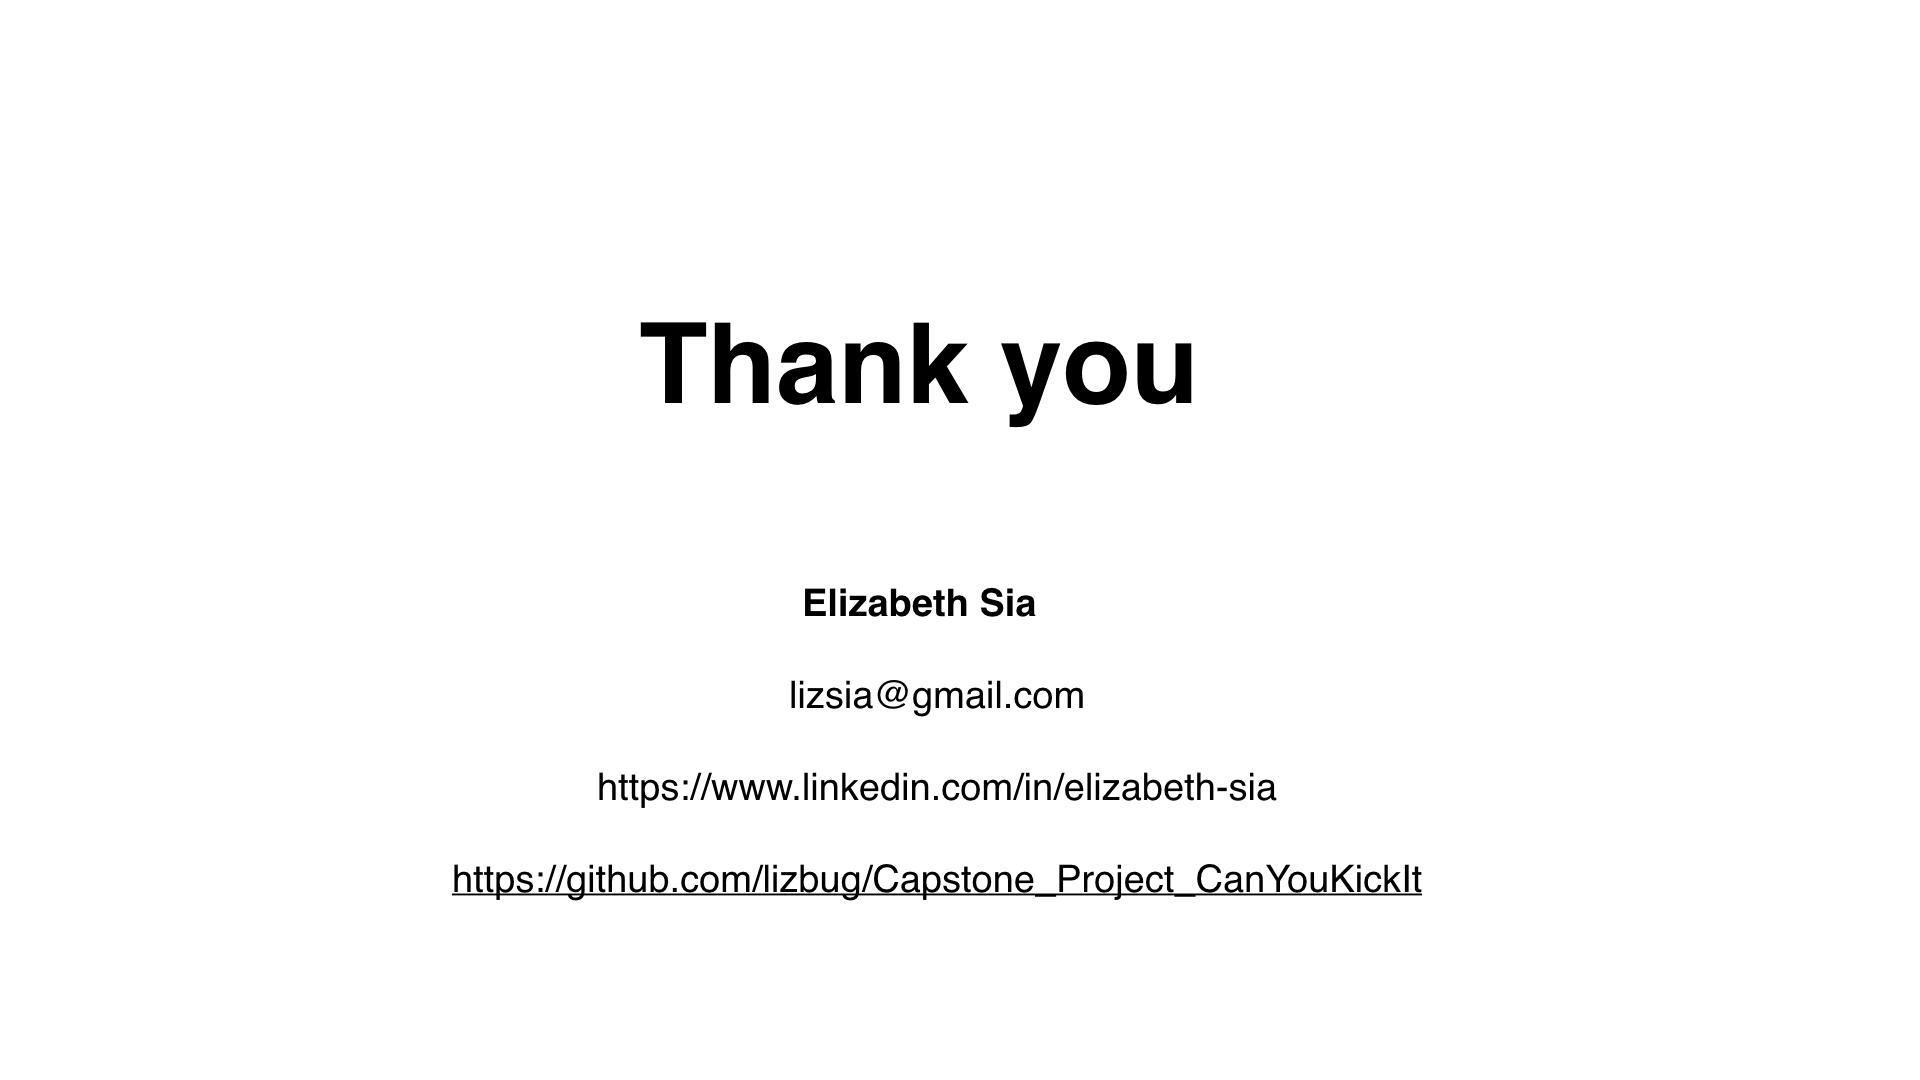 Thank you
Elizabeth Sia
lizsia@gmail.com
https://www.linkedin.com/in/elizabeth-sia
https://github.com/lizbug/Capstone_Project_CanYouKickIt